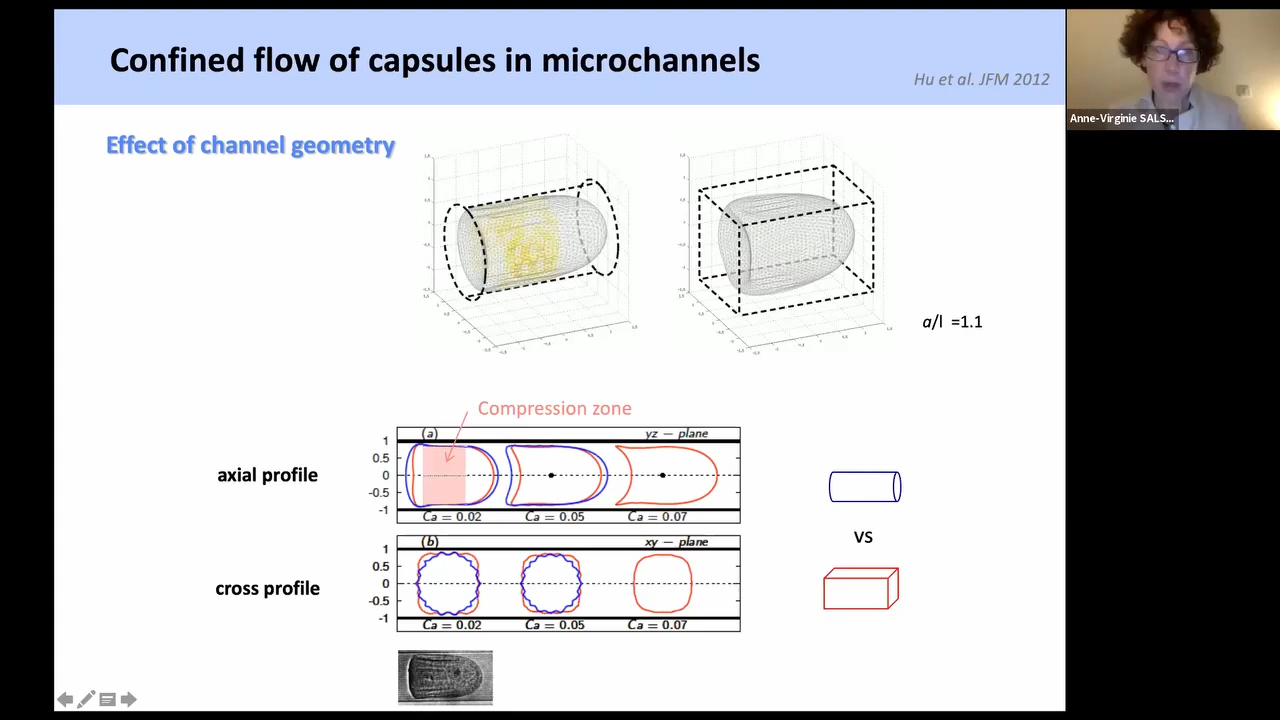 Confined flow of capsules in microchannels
Hu et al. JFM 2012
Anne-Virginie SALS...
Effect of channel geometry
a/l =1.1
Compression zone
axial profile
(a)
yz – plane
1
0.5
0
-0.5
-1
Ca = 0.02
Ca = 0.05
Ca = 0.07
VS
cross profile
(b)
xy – plane
1
0.5
0
-0.5
-1
Ca = 0.02
Ca = 0.05
Ca = 0.07